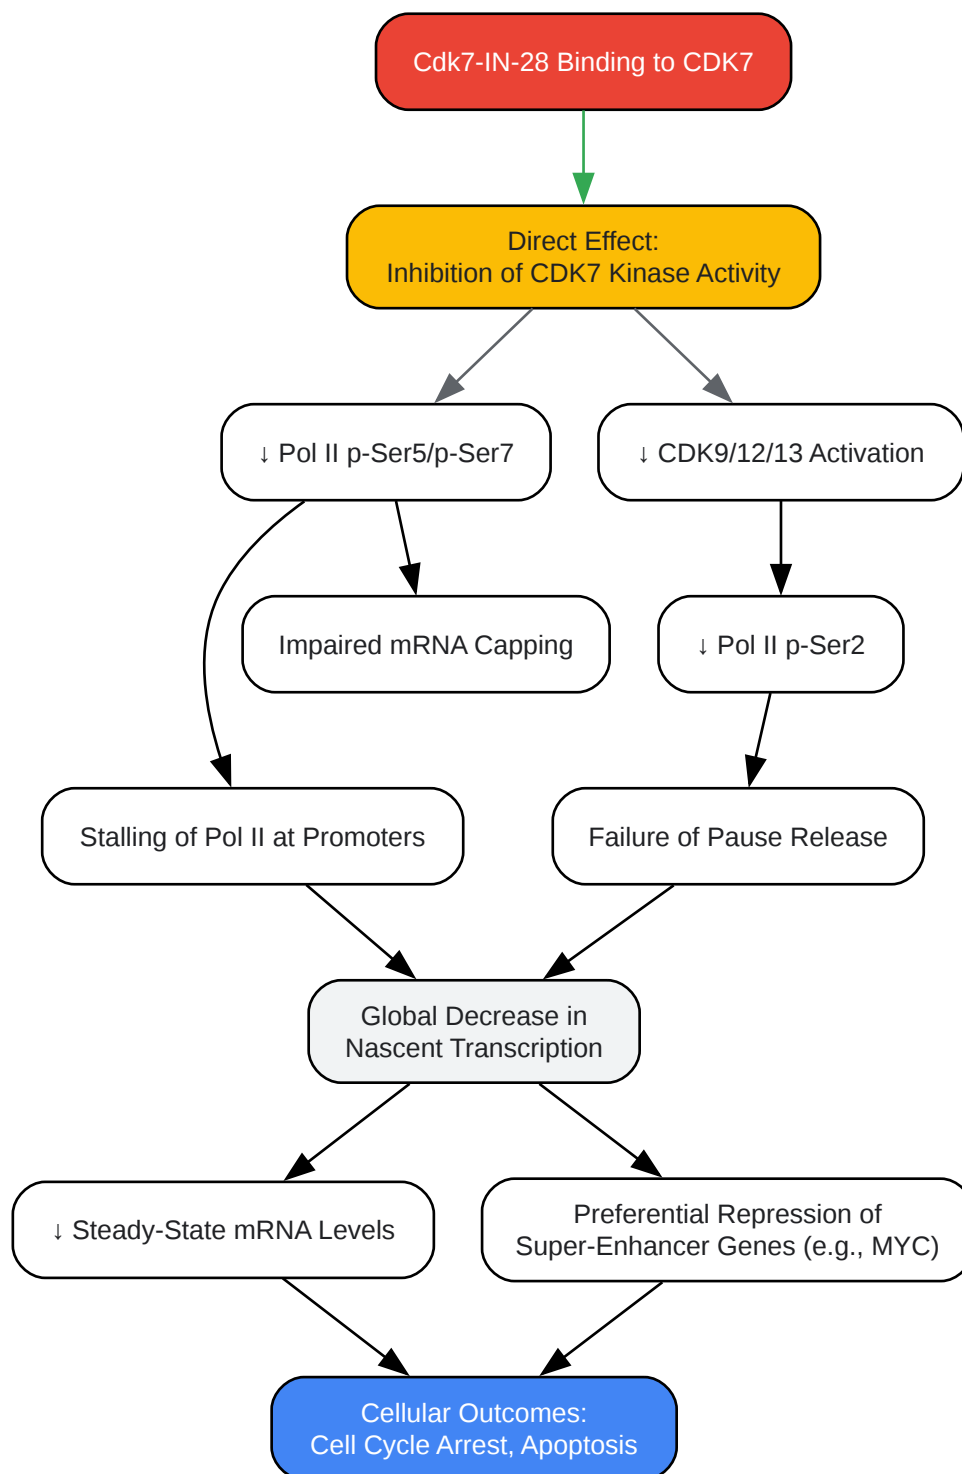 Cdk7-IN-28 Binding to CDK7
Direct Effect:
Inhibition of CDK7 Kinase Activity
↓ Pol II p-Ser5/p-Ser7
↓ CDK9/12/13 Activation
Impaired mRNA Capping
↓ Pol II p-Ser2
Stalling of Pol II at Promoters
Failure of Pause Release
Global Decrease in
Nascent Transcription
↓ Steady-State mRNA Levels
Preferential Repression of
Super-Enhancer Genes (e.g., MYC)
Cellular Outcomes:
Cell Cycle Arrest, Apoptosis